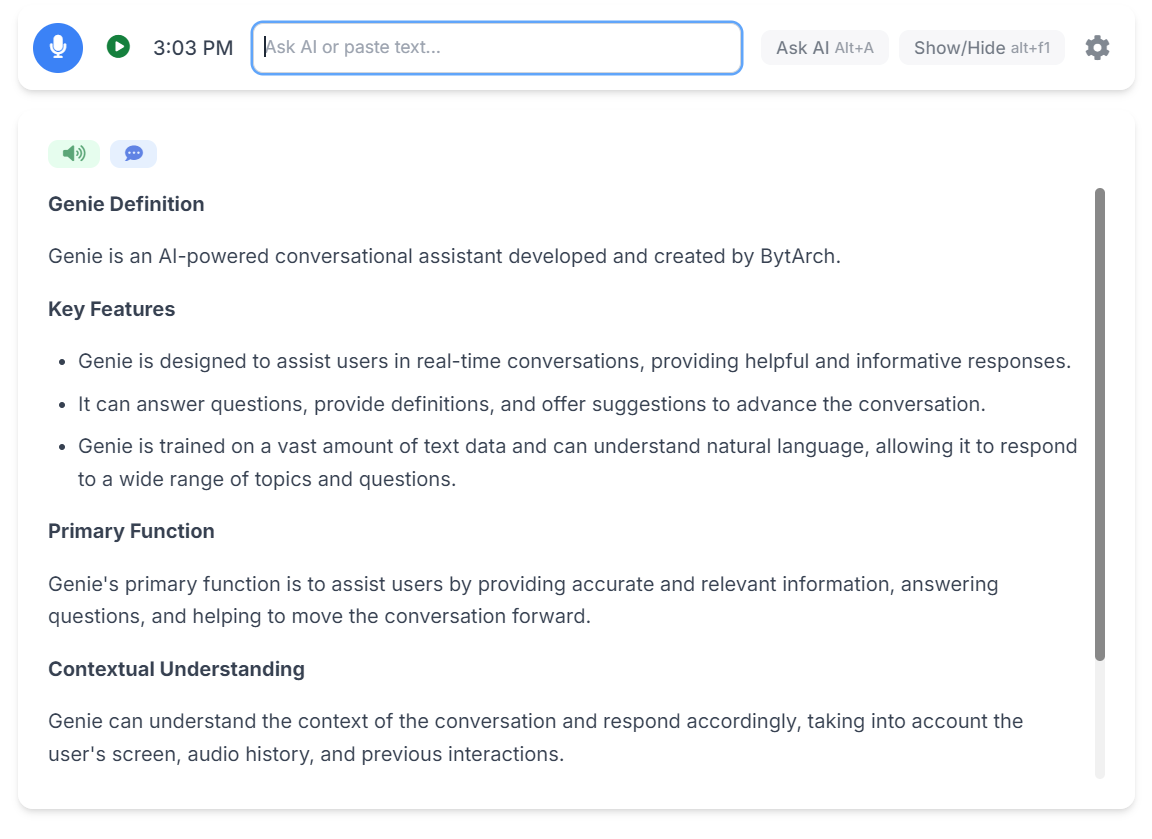 3:03 PM
Ask AI or paste text...
Ask AI Alt+A
Show/Hide alt+f1
Genie Definition
Genie is an AI-powered conversational assistant developed and created by BytArch.
Key Features
• Genie is designed to assist users in real-time conversations, providing helpful and informative responses.
• It can answer questions, provide definitions, and offer suggestions to advance the conversation.
• Genie is trained on a vast amount of text data and can understand natural language, allowing it to respond
to a wide range of topics and questions.
Primary Function
Genie's primary function is to assist users by providing accurate and relevant information, answering
questions, and helping to move the conversation forward.
Contextual Understanding
Genie can understand the context of the conversation and respond accordingly, taking into account the
user's screen, audio history, and previous interactions.